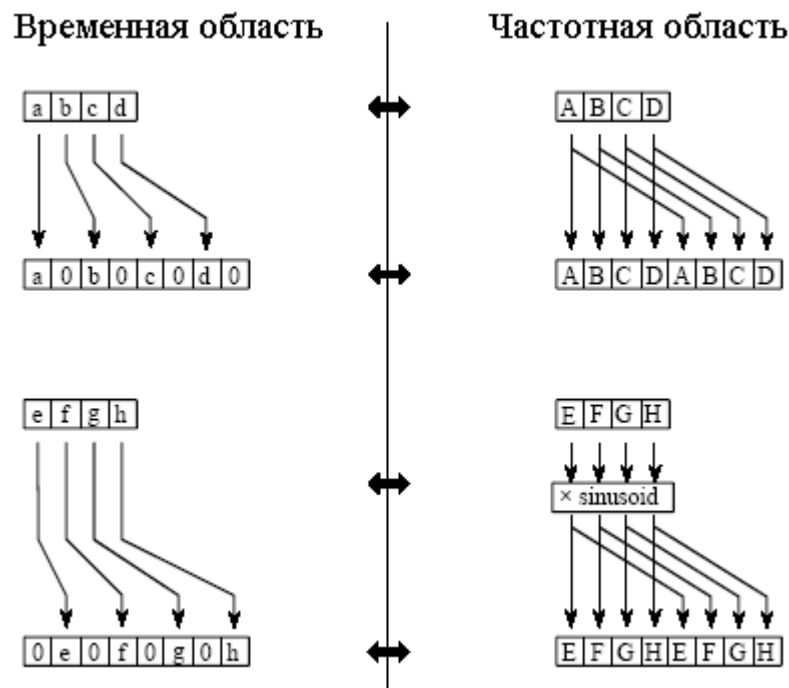 Временная область Частотная область
a b c d A B C D
a 0 b 0 c 0 d 0 A B C D A B C D
e f g h E F G H
× sinusoid
0 e 0 f 0 g 0 h E F G H E F G H